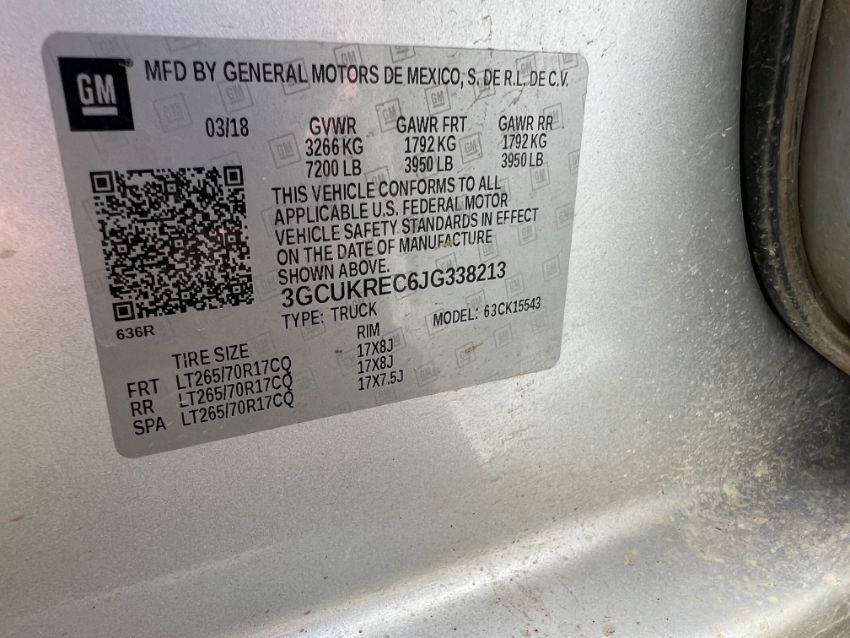 GM
MFD BY GENERAL MOTORS DE MEXICO, S. DE R.L. DE C.V.
03/18 GVWR GAWR FRT GAWR RR
3266 KG 1792 KG 1792 KG
7200 LB 3950 LB 3950 LB
THIS VEHICLE CONFORMS TO ALL
APPLICABLE U.S. FEDERAL MOTOR
VEHICLE SAFETY STANDARDS IN EFFECT
ON THE DATE OF MANUFACTURE
SHOWN ABOVE.
3GCUKREC6JG338213
636R
TYPE: TRUCK MODEL: 63CK15543
TIRE SIZE RIM
FRT LT265/70R17CQ 17X8J
RR LT265/70R17CQ 17X8J
SPA LT265/70R17CQ 17X7.5J